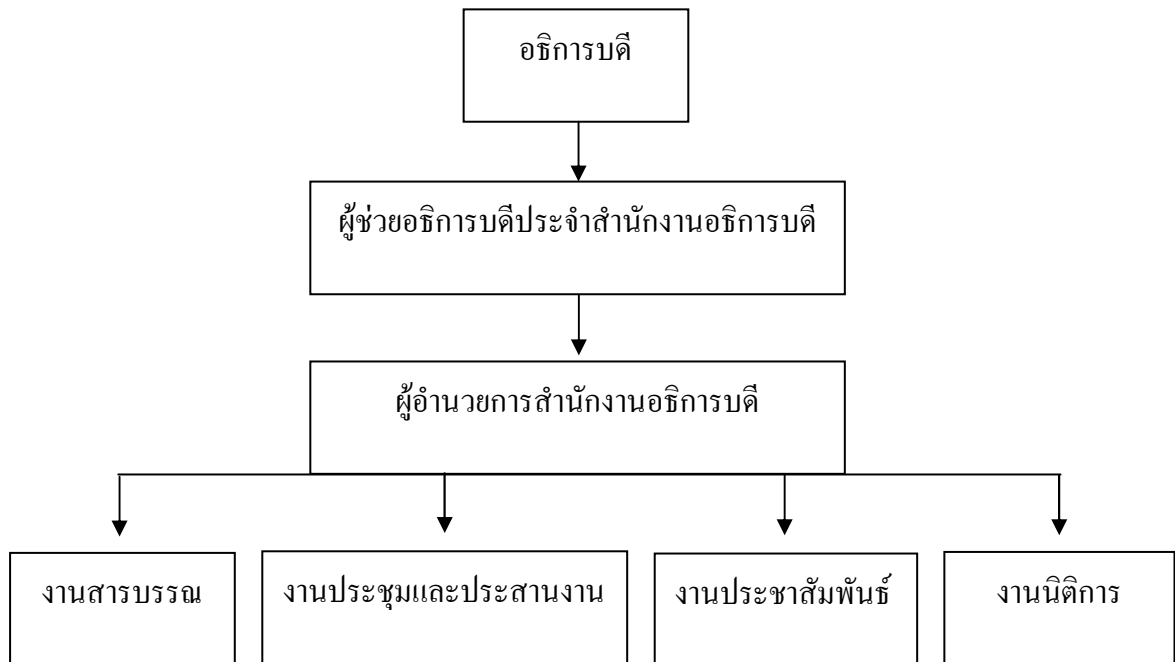 อธิการบดี
ผู้ช่วยอธิการบดีประจำสำนักงานอธิการบดี
ผู้อำนวยการสำนักงานอธิการบดี
งานสารบรรณ
งานประชุมและประสานงาน
งานประชาสัมพันธ์
งานนิติการ